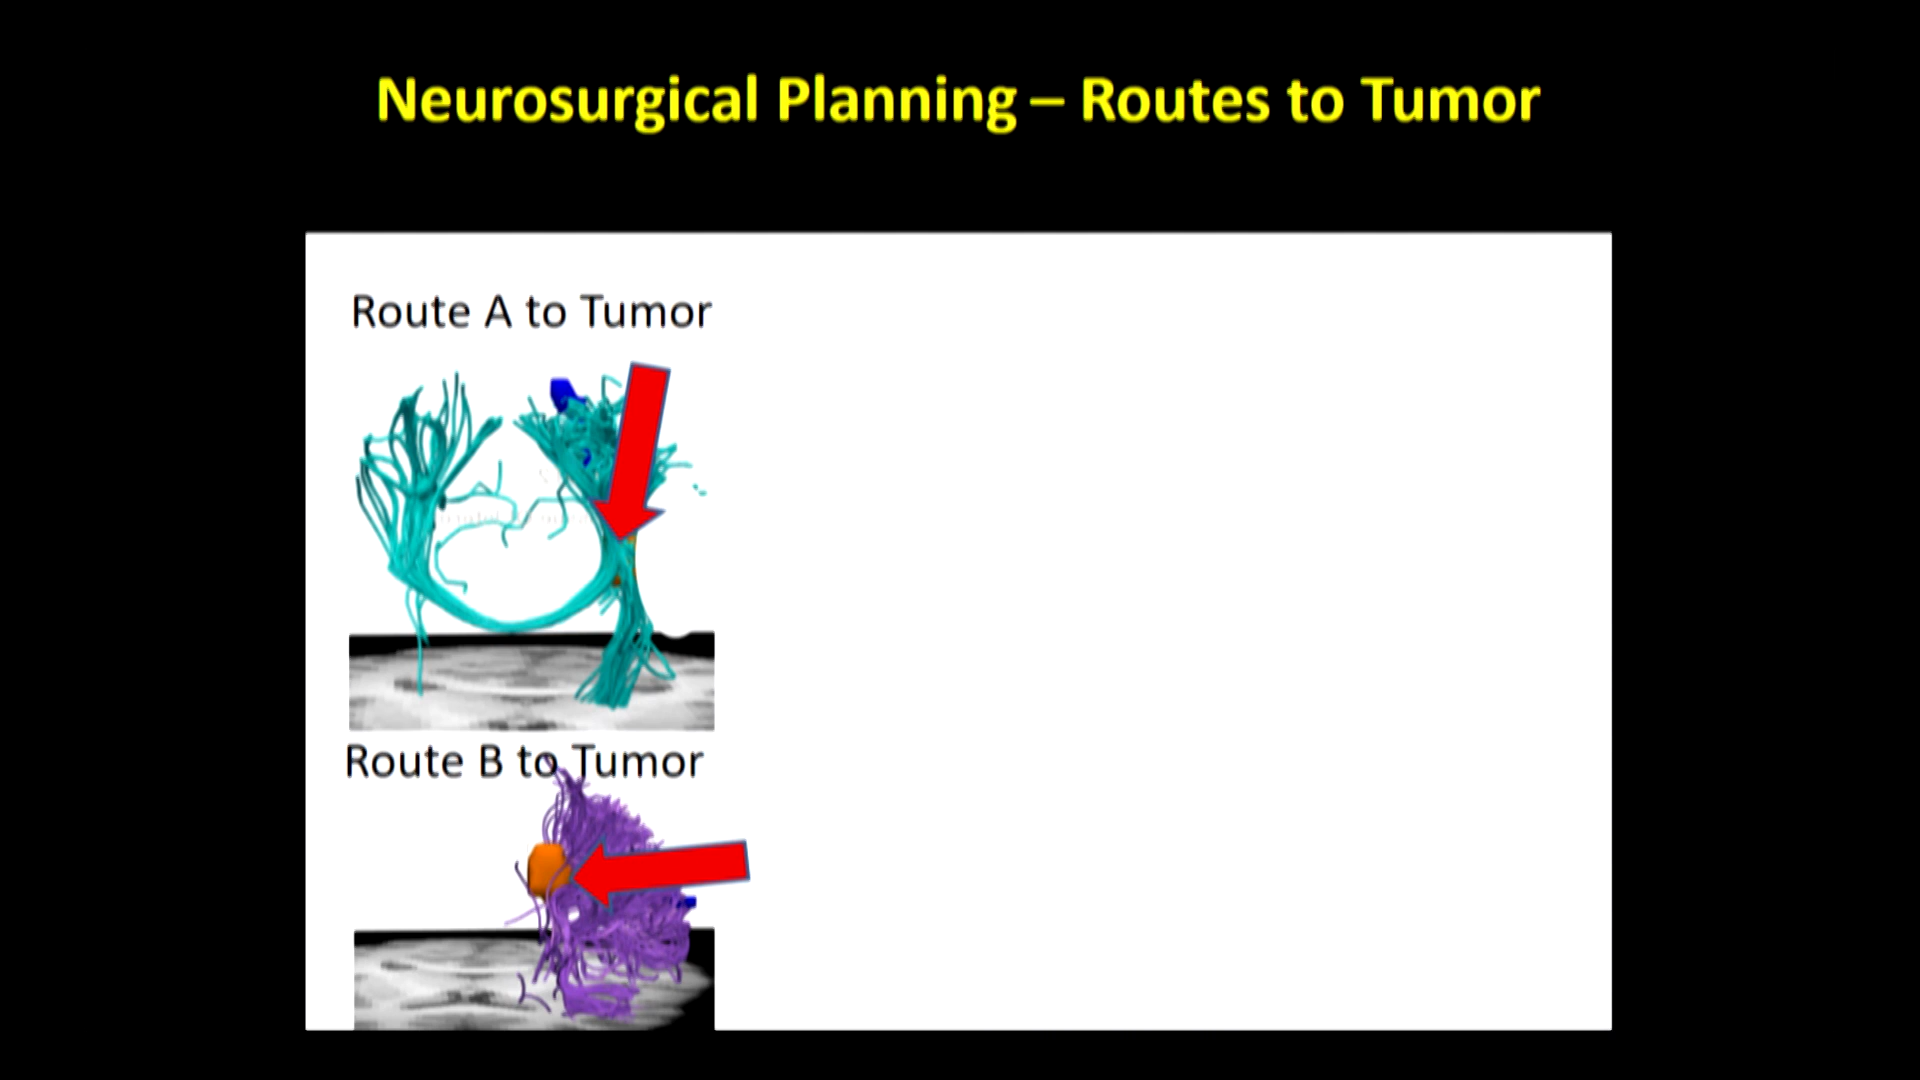 Neurosurgical Planning – Routes to Tumor
Route A to Tumor
Route B to Tumor